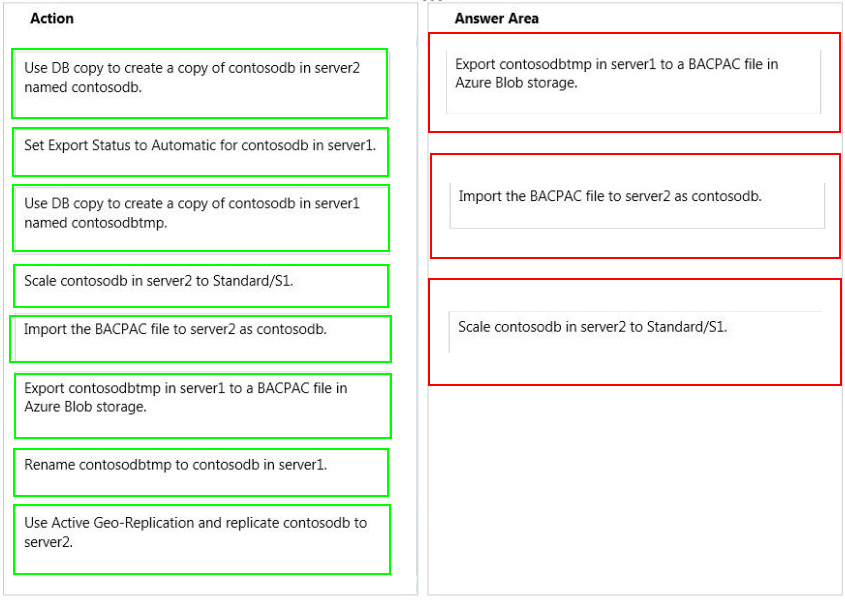 Action
Use DB copy to create a copy of contosodb in server2
named contosodb.
Set Export Status to Automatic for contosodb in server1.
Use DB copy to create a copy of contosodb in server1
named contosodbtmp.
Scale contosodb in server2 to Standard/S1.
Import the BACPAC file to server2 as contosodb.
Export contosodbtmp in server1 to a BACPAC file in
Azure Blob storage.
Rename contosodbtmp to contosodb in server1.
Use Active Geo-Replication and replicate contosodb to
server2.
Answer Area
Export contosodbtmp in server1 to a BACPAC file in
Azure Blob storage.
Import the BACPAC file to server2 as contosodb.
Scale contosodb in server2 to Standard/S1.